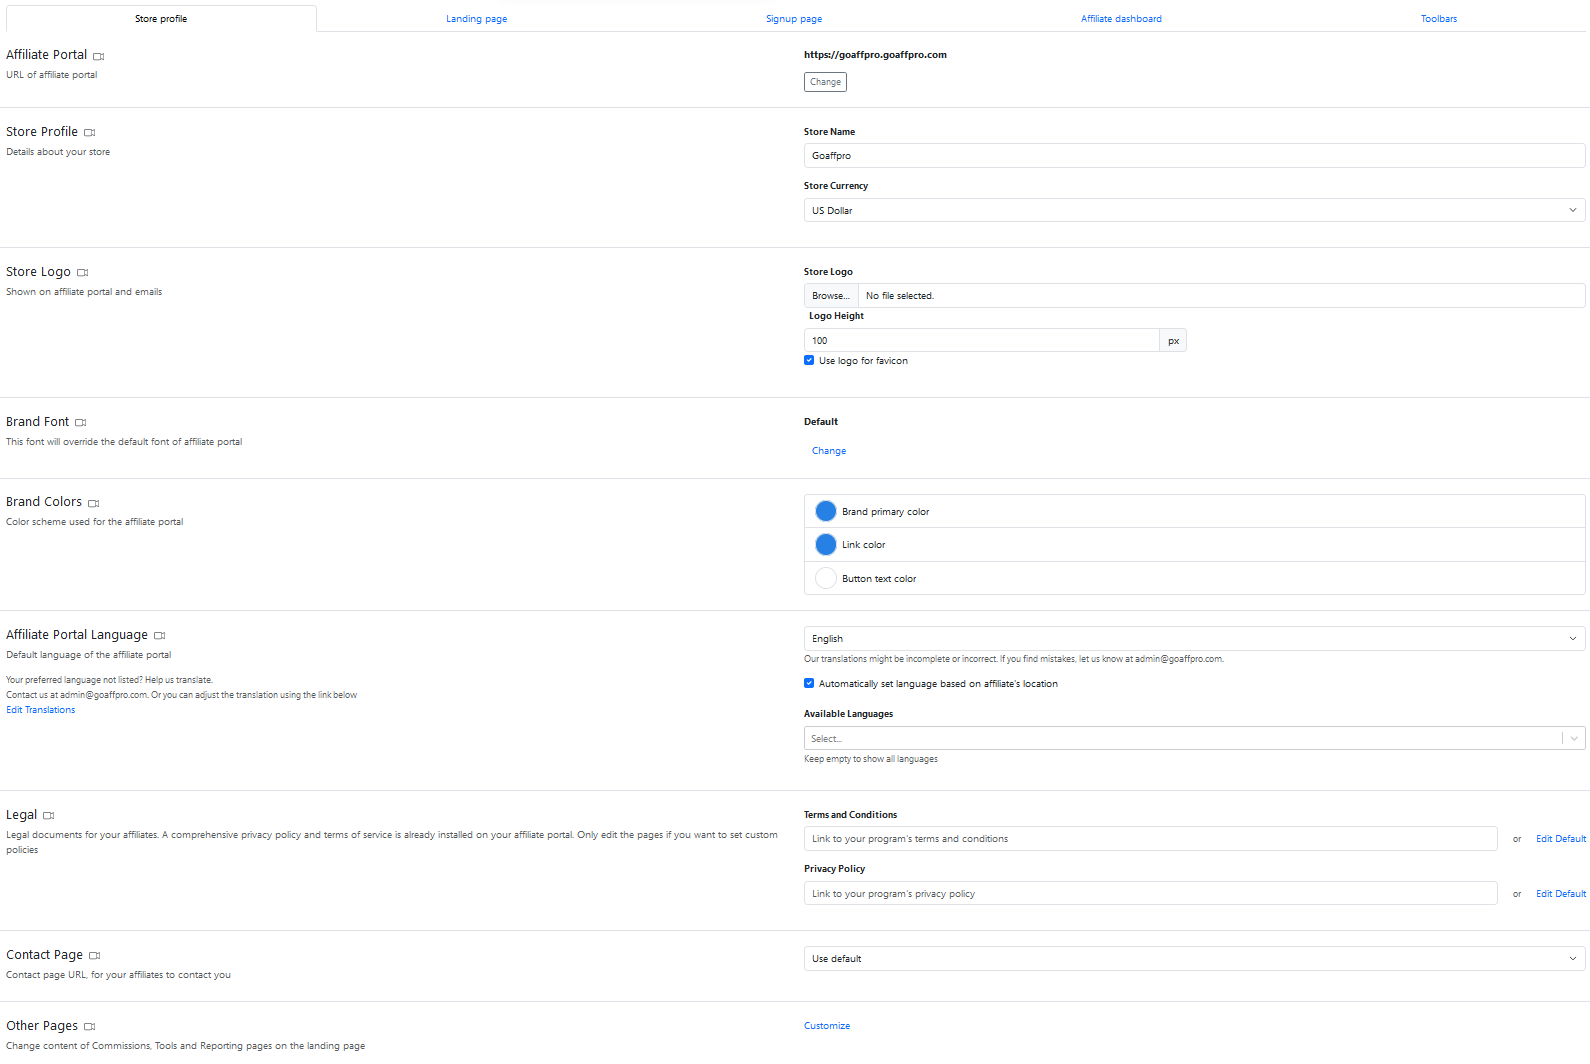 Store profile
Landing page
Signup page
Affiliate dashboard
Toolbars
Affiliate Portal
URL of affiliate portal
https://goaffpro.goaffpro.com
Change
Store Profile
Details about your store
Store Name
Goaffpro
Store Currency
US Dollar
Store Logo
Shown on affiliate portal and emails
Store Logo
Browse... No file selected.
Logo Height
100 px
Use logo for favicon
Brand Font
This font will override the default font of affiliate portal
Default
Change
Brand Colors
Color scheme used for the affiliate portal
Brand primary color
Link color
Button text color
Affiliate Portal Language
Default language of the affiliate portal
Your preferred language not listed? Help us translate.
Contact us at admin@goaffpro.com. Or you can adjust the translation using the link below
Edit Translations
English
Our translations might be incomplete or incorrect. If you find mistakes, let us know at admin@goaffpro.com.
Automatically set language based on affiliate's location
Available Languages
Select...
Keep empty to show all languages
Legal
Legal documents for your affiliates. A comprehensive privacy policy and terms of service is already installed on your affiliate portal. Only edit the pages if you want to set custom
policies
Terms and Conditions
Link to your program's terms and conditions or Edit Default
Privacy Policy
Link to your program's privacy policy or Edit Default
Contact Page
Contact page URL, for your affiliates to contact you
Use default
Other Pages
Change content of Commissions, Tools and Reporting pages on the landing page
Customize